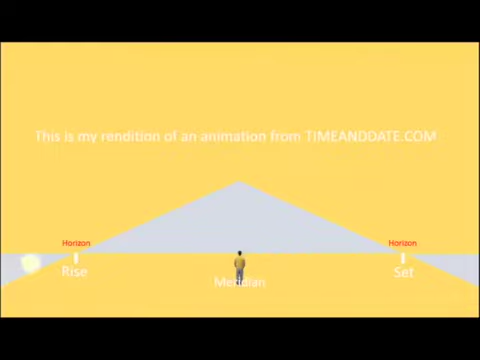 This is my rendition of an animation from TIMEANDDATE.COM
Horizon
Horizon
Rise
Set
Meridian